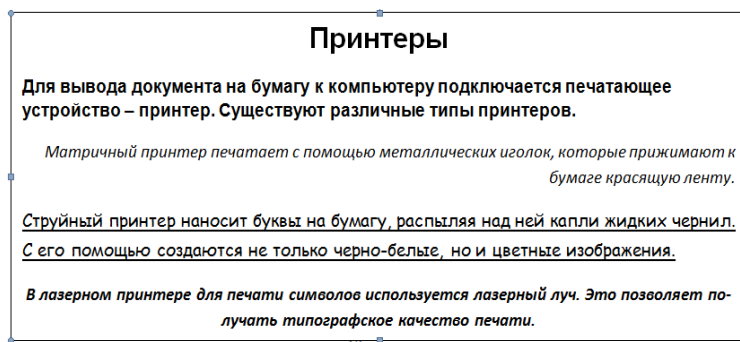 Принтеры
Для вывода документа на бумагу к компьютеру подключается печатающее
устройство – принтер. Существуют различные типы принтеров.
Матричный принтер печатает с помощью металлических иголок, которые прижимают к
бумаге красящую ленту.
Струйный принтер наносит буквы на бумагу, распыляя над ней капли жидких чернил.
С его помощью создаются не только черно-белые, но и цветные изображения.
В лазерном принтере для печати символов используется лазерный луч. Это позволяет по-
лучать типографское качество печати.